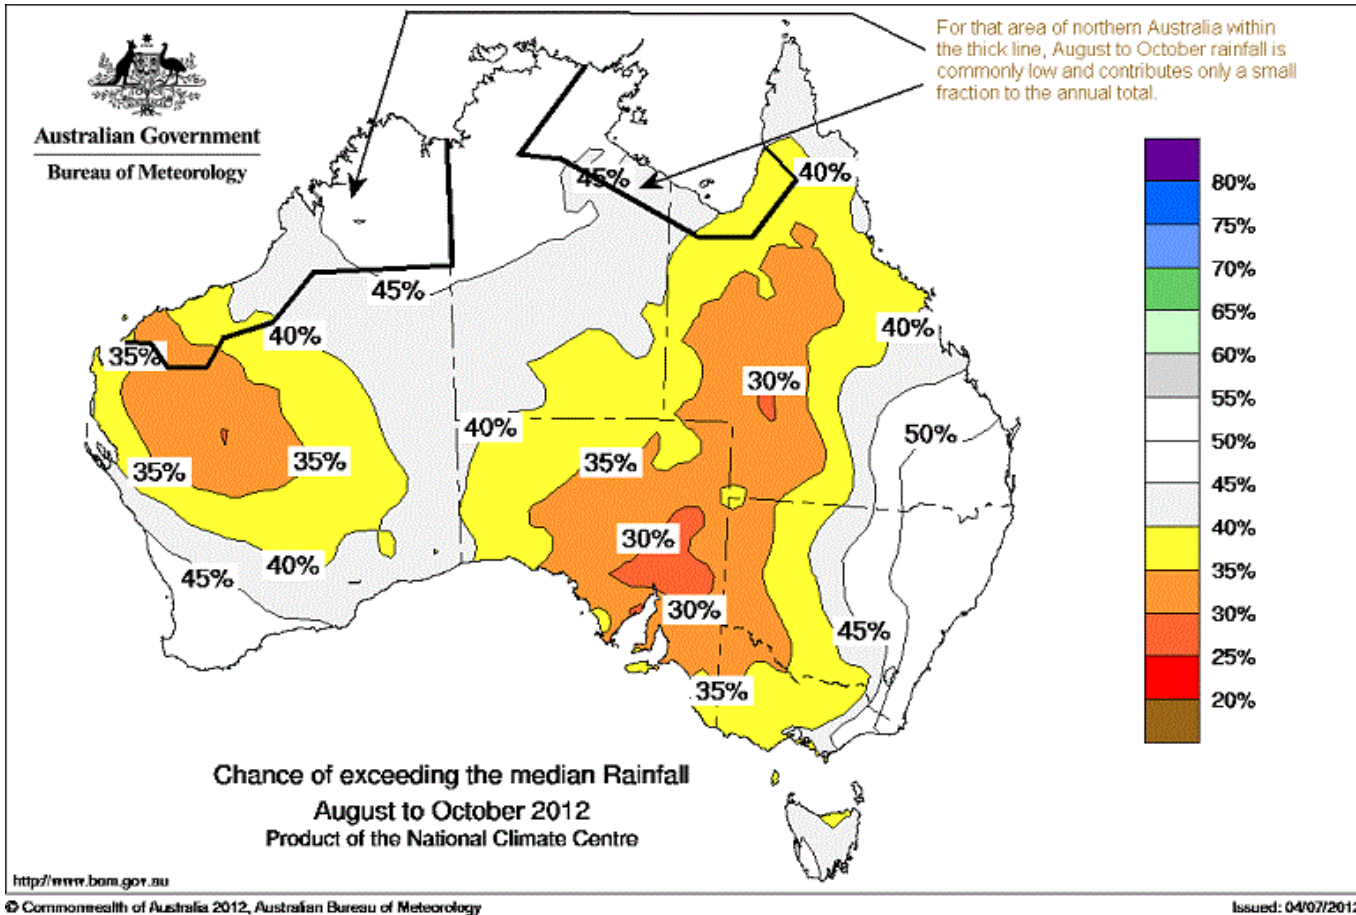 For that area of northern Australia within
the thick line, August to October rainfall is
commonly low and contributes only a small
fraction to the annual total.
Australian Government
Bureau of Meteorology
45%
40%
45%
40%
35%
40%
30%
40%
50%
35%
35%
35%
30%
40%
45%
30%
45%
35%
80%
75%
70%
65%
60%
55%
50%
45%
40%
35%
30%
25%
20%
Chance of exceeding the median Rainfall
August to October 2012
Product of the National Climate Centre
http://www.bom.gov.au
© Commonwealth of Australia 2012, Australian Bureau of Meteorology
Issued: 04/07/2012